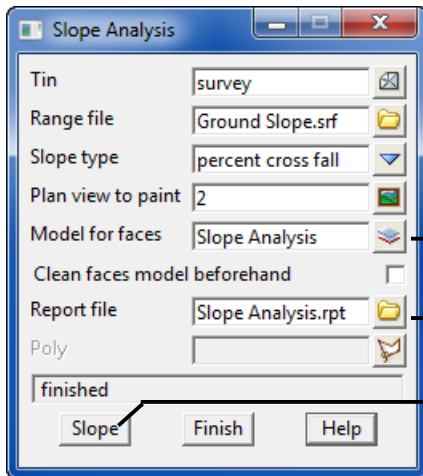 Slope Analysis
Tin survey
Range file Ground Slope.srf
Slope type percent cross fall
Plan view to paint 2
Model for faces Slope Analysis
Clean faces model beforehand
Report file Slope Analysis.rpt
Poly
finished
Slope Finish Help